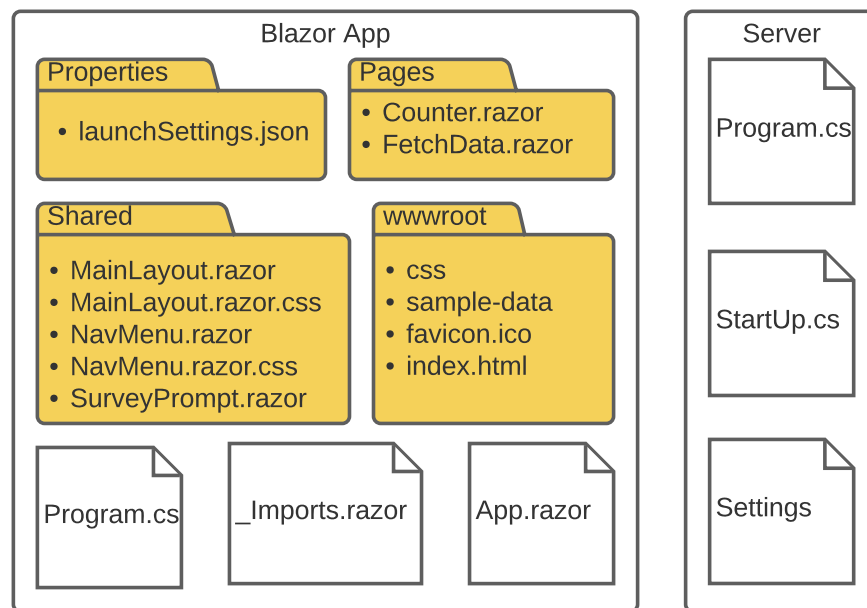 Blazor App
Properties
• launchSettings.json
Pages
• Counter.razor
• FetchData.razor
Shared
• MainLayout.razor
• MainLayout.razor.css
• NavMenu.razor
• NavMenu.razor.css
• SurveyPrompt.razor
wwwroot
• css
• sample-data
• favicon.ico
• index.html
Program.cs
_Imports.razor
App.razor
Server
Program.cs
StartUp.cs
Settings